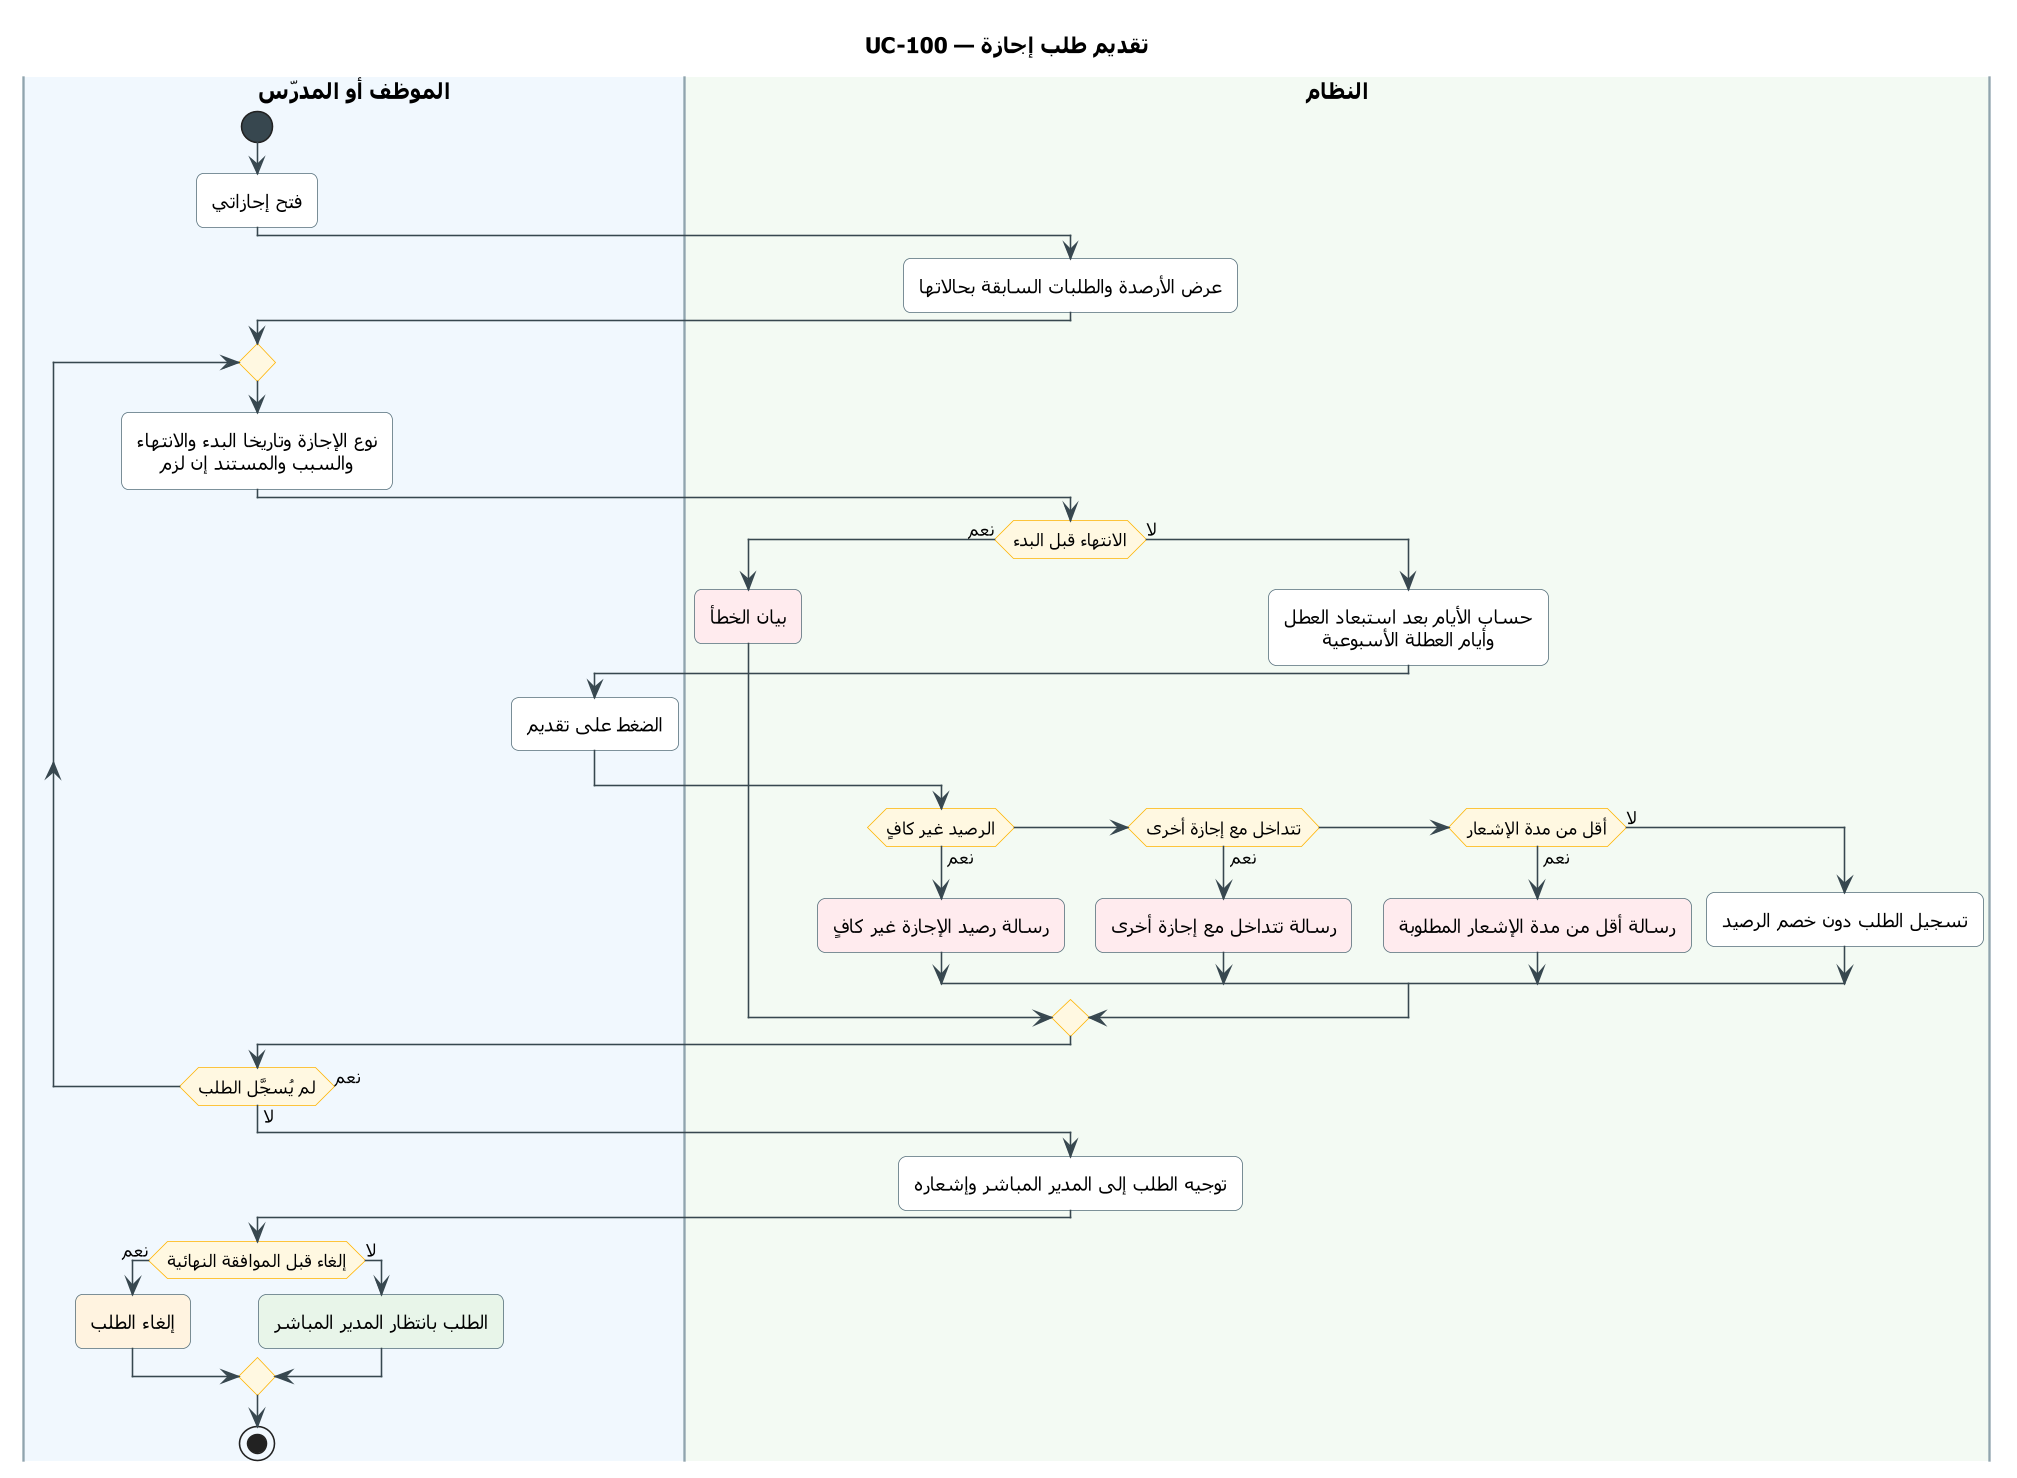 تقديم طلب إجازة — UC-100
الموظف أو المدرّس
النظام
فتح إجازاتي
عرض الأرصدة والطلبات السابقة بحالاتها
نوع الإجازة وتاريخا البدء والانتهاء
والسبب والمستند إن لزم
نعم
الانتهاء قبل البدء
لا
بيان الخطأ
حساب الأيام بعد استبعاد العطل
وأيام العطلة الأسبوعية
الضغط على تقديم
الرصيد غير كافٍ
تتداخل مع إجازة أخرى
أقل من مدة الإشعار
لا
نعم
نعم
نعم
رسالة رصيد الإجازة غير كافٍ
رسالة تتداخل مع إجازة أخرى
رسالة أقل من مدة الإشعار المطلوبة
تسجيل الطلب دون خصم الرصيد
لم يُسجَّل الطلب
نعم
لا
توجيه الطلب إلى المدير المباشر وإشعاره
نعم
إلغاء قبل الموافقة النهائية
لا
إلغاء الطلب
الطلب بانتظار المدير المباشر